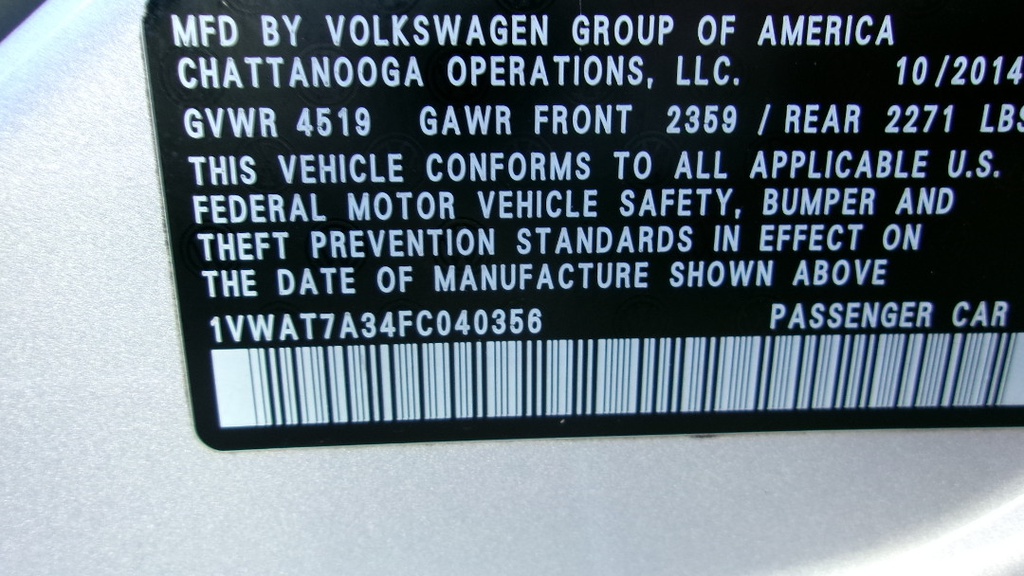 MFD BY VOLKSWAGEN GROUP OF AMERICA
CHATTANOOGA OPERATIONS, LLC. 10/2014
GVWR 4519 GAWR FRONT 2359 / REAR 2271 LBS
THIS VEHICLE CONFORMS TO ALL APPLICABLE U.S.
FEDERAL MOTOR VEHICLE SAFETY, BUMPER AND
THEFT PREVENTION STANDARDS IN EFFECT ON
THE DATE OF MANUFACTURE SHOWN ABOVE
1VWAT7A34FC040356 PASSENGER CAR